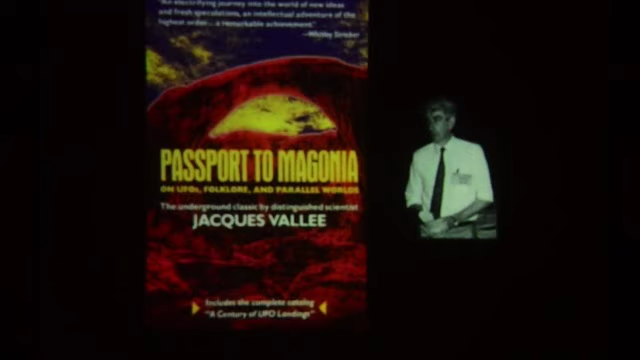 "An electrifying journey into the world of new ideas
and fresh speculations, an intellectual adventure of the
highest order... a remarkable achievement."
—Whitley Strieber
PASSPORT TO MAGONIA
ON UFOs, FOLKLORE, AND PARALLEL WORLDS
The underground classic by distinguished scientist
JACQUES VALLEE
Includes the complete catalog
"A Century of UFO Landings"